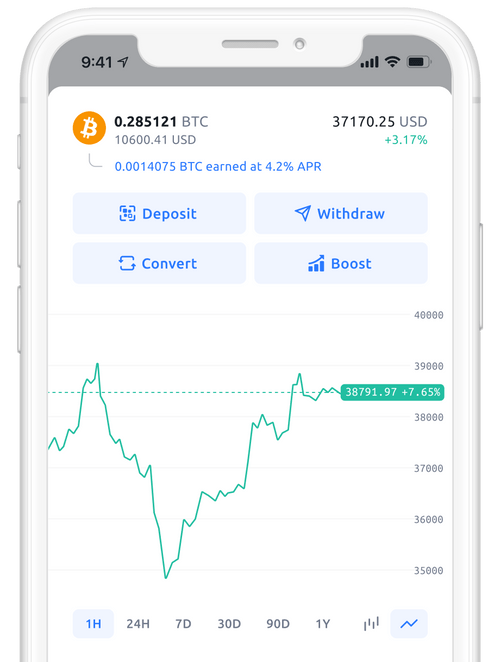 9:41
0.285121 BTC 37170.25 USD
10600.41 USD +3.17%
0.0014075 BTC earned at 4.2% APR
Deposit Withdraw
Convert Boost
40000
39000
38791.97 +7.65%
38000
37000
36000
35000
1H 24H 7D 30D 90D 1Y